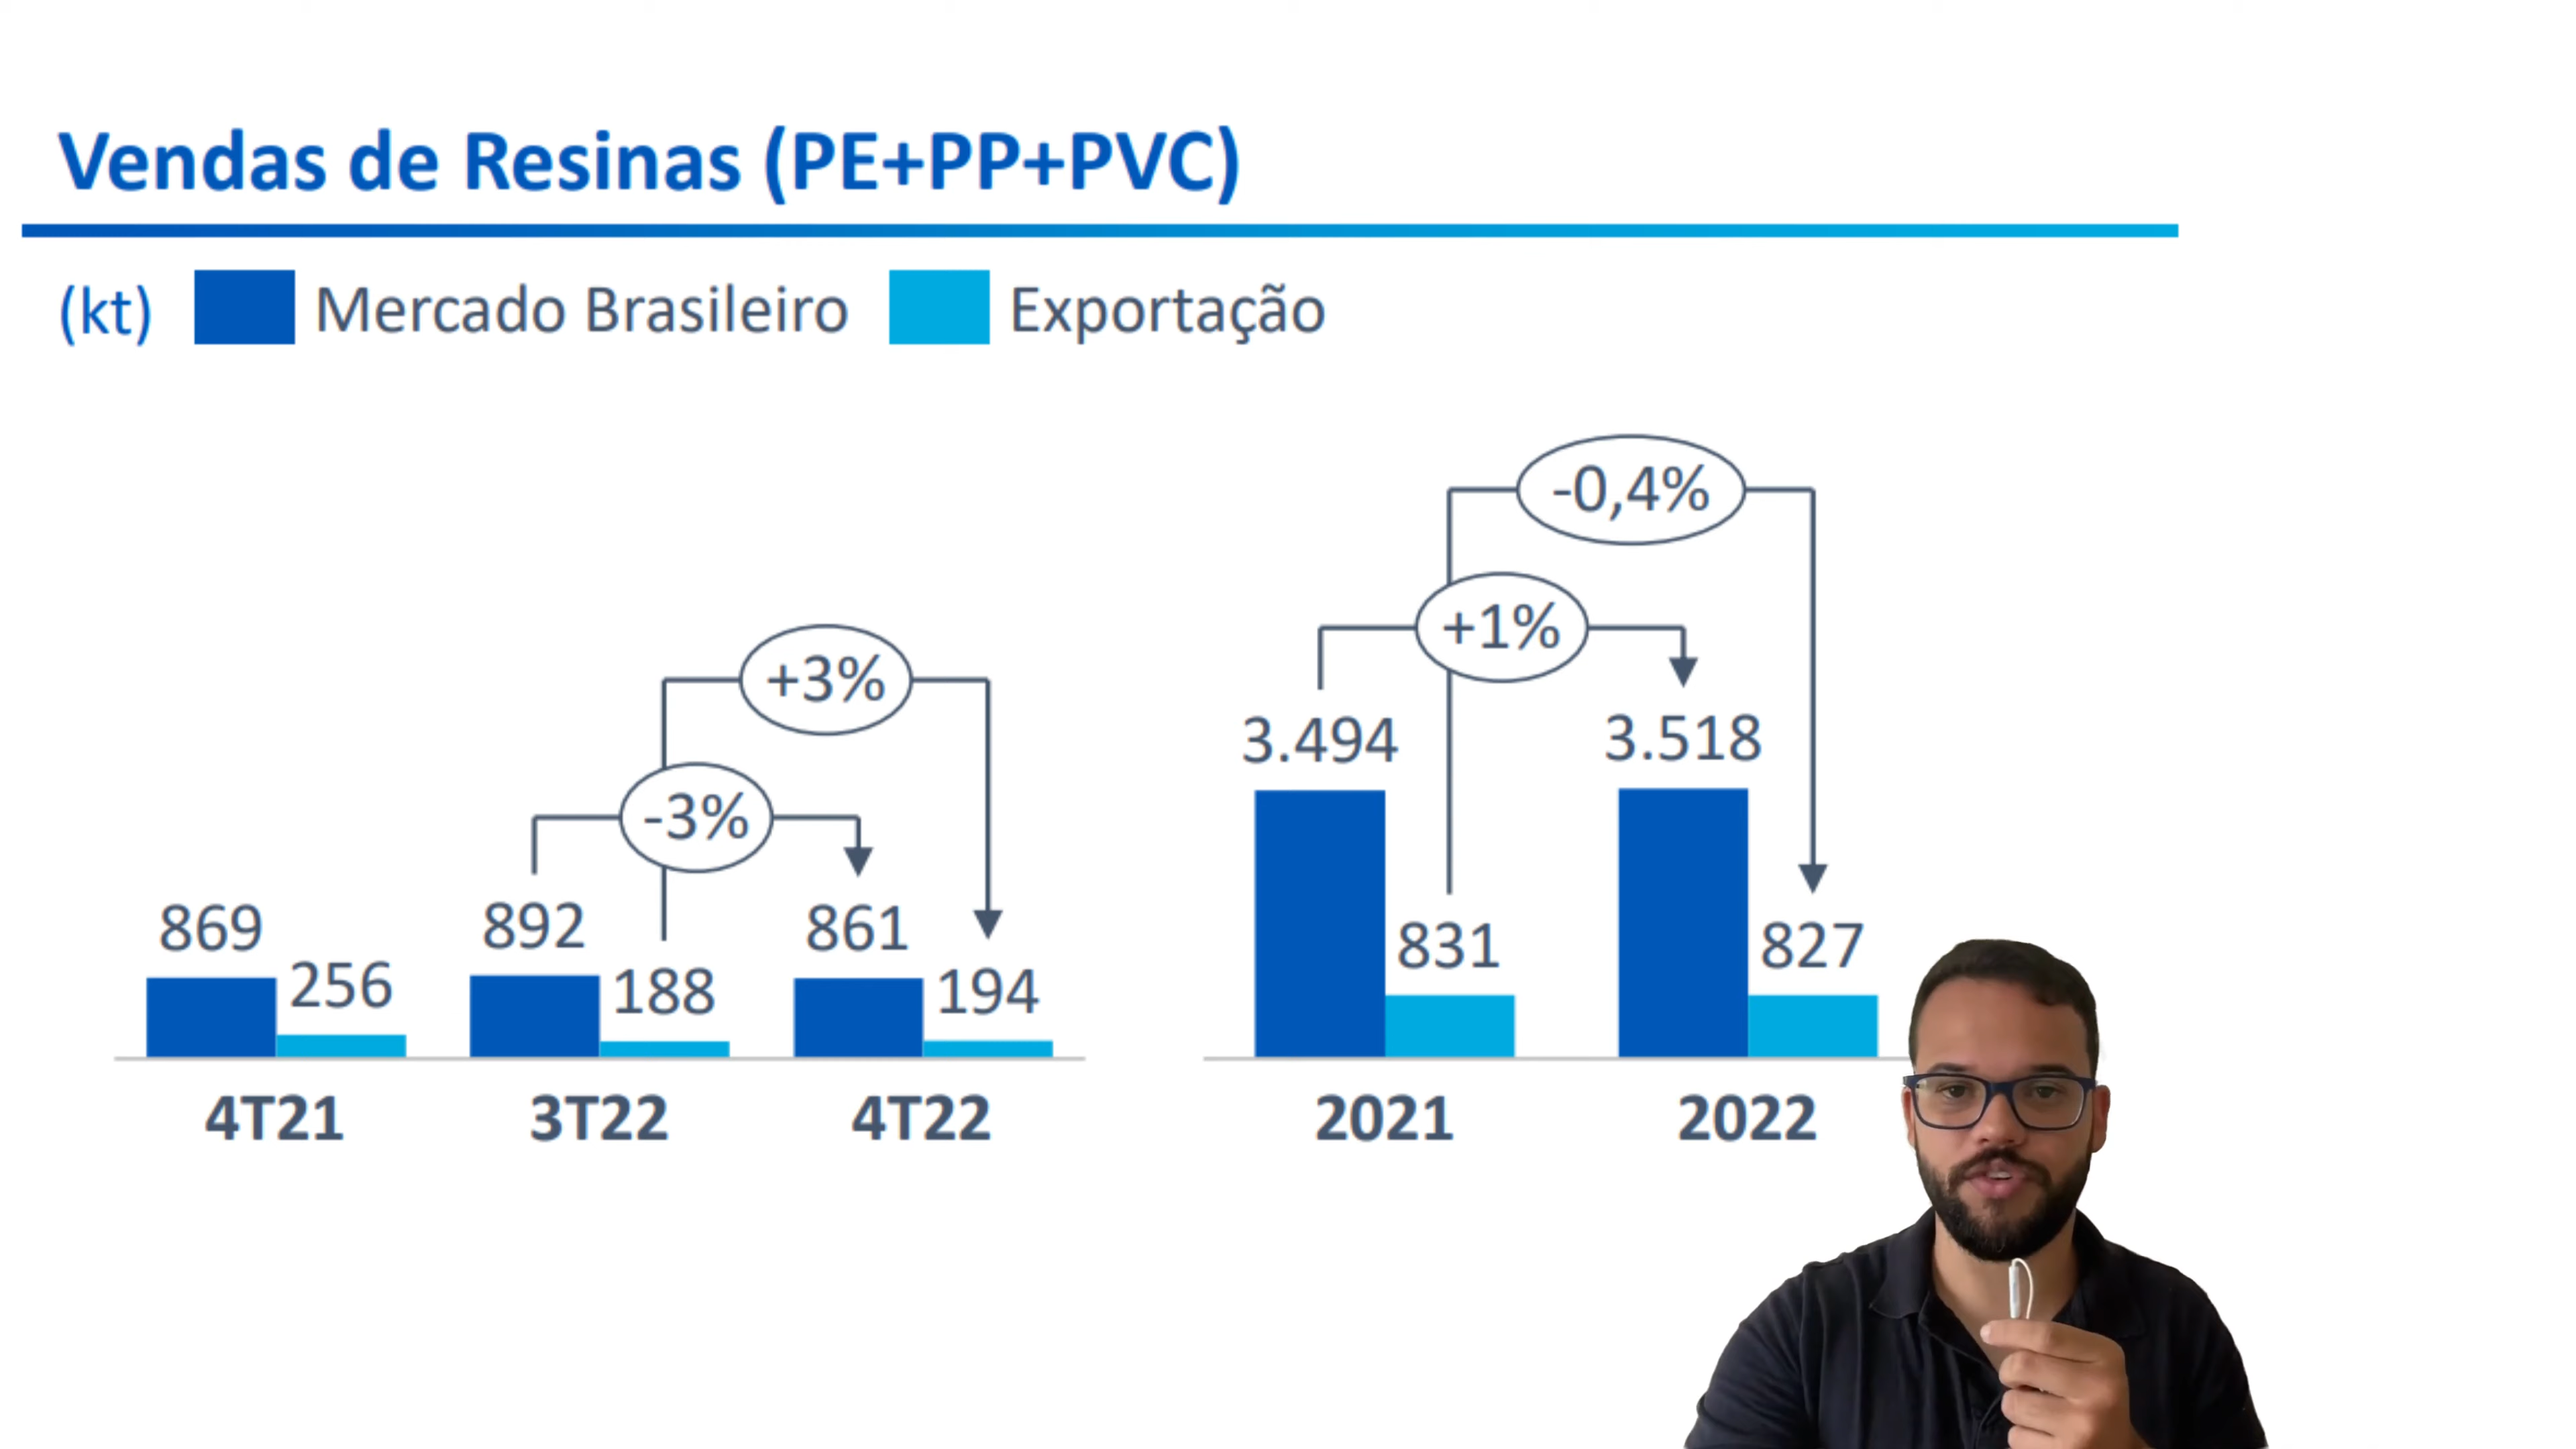 Vendas de Resinas (PE+PP+PVC)
(kt) Mercado Brasileiro Exportação
-0,4%
+1%
+3%
3.494 3.518
-3%
869 892 861 831 827
256 188 194
4T21 3T22 4T22 2021 2022